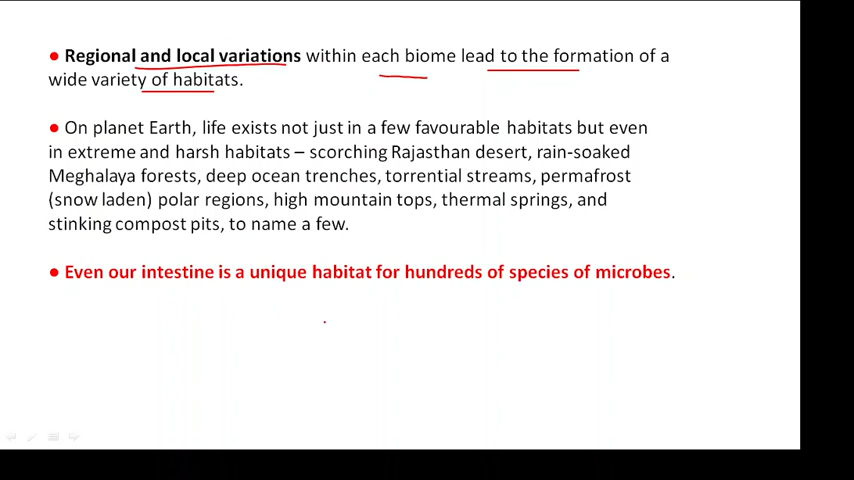 ● Regional and local variations within each biome lead to the formation of a
wide variety of habitats.
● On planet Earth, life exists not just in a few favourable habitats but even
in extreme and harsh habitats – scorching Rajasthan desert, rain-soaked
Meghalaya forests, deep ocean trenches, torrential streams, permafrost
(snow laden) polar regions, high mountain tops, thermal springs, and
stinking compost pits, to name a few.
● Even our intestine is a unique habitat for hundreds of species of microbes.